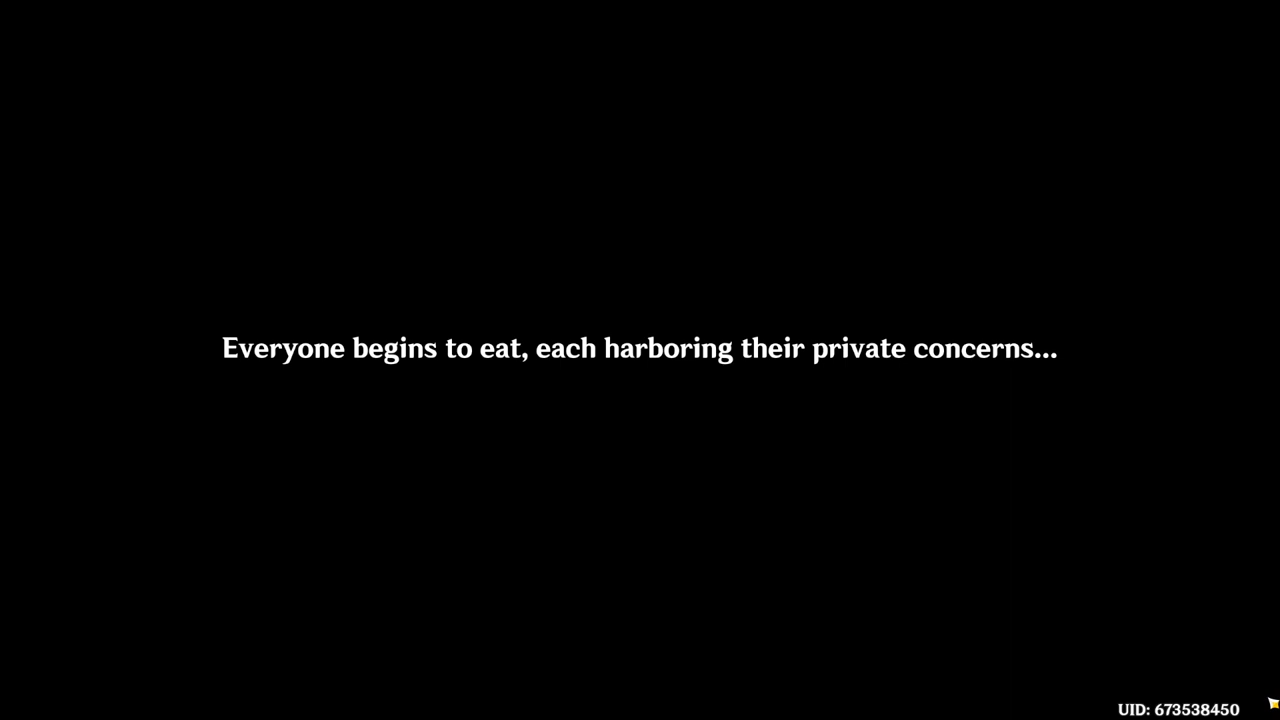 Everyone begins to eat, each harboring their private concerns...
UID: 673538450